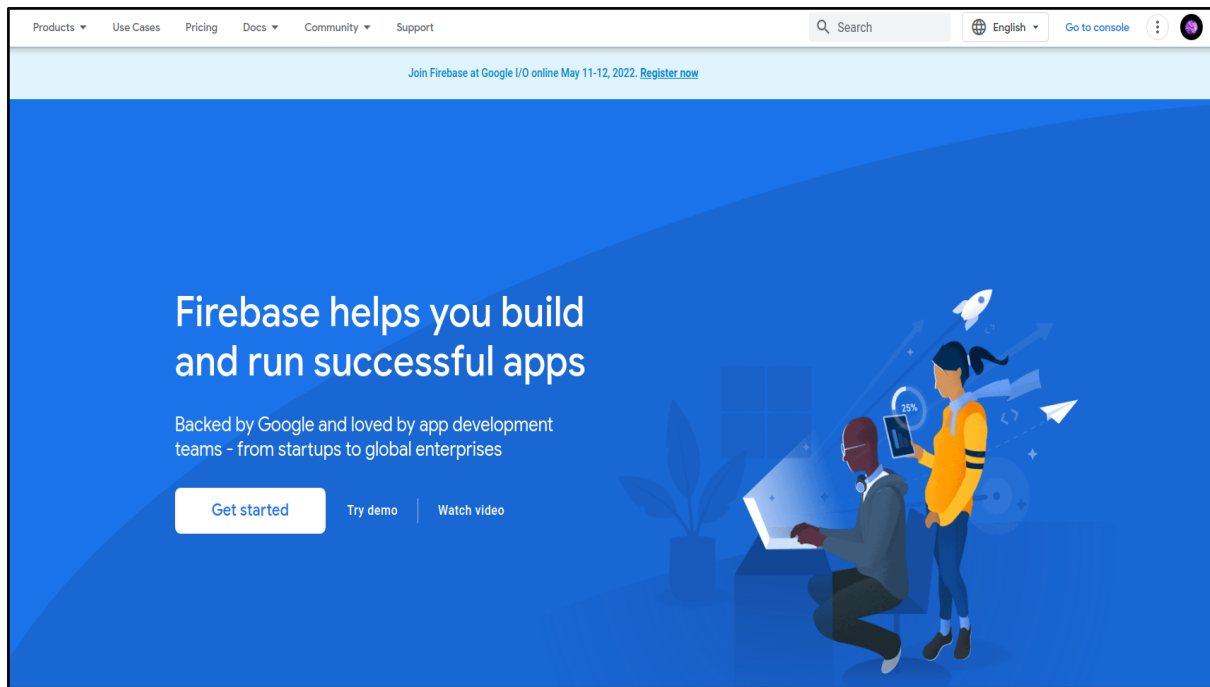 Products Use Cases Pricing Docs Community Support Search English Go to console
Join Firebase at Google I/O online May 11-12, 2022. Register now
Firebase helps you build
and run successful apps
Backed by Google and loved by app development
teams - from startups to global enterprises
Get started Try demo Watch video
25%